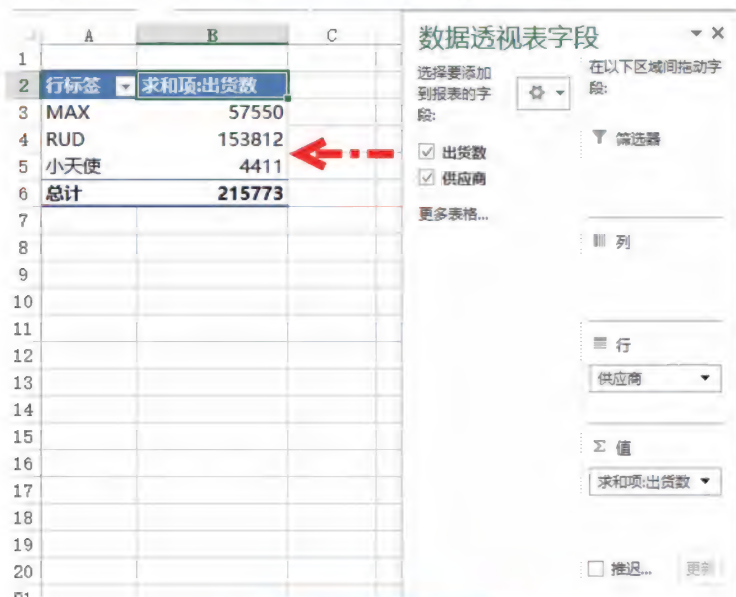 A B C
1
2 行标签 求和项:出货数
3 MAX 57550
4 RUD 153812
5 小天使 4411
6 总计 215773
7
8
9
10
11
12
13
14
15
16
17
18
19
20
21
数据透视表字段
选择要添加
到报表的字
段:
出货数
供应商
更多表格...
在以下区域间拖动字
段:
筛选器
列
行
供应商
Σ 值
求和项:出货数
推迟... 更新